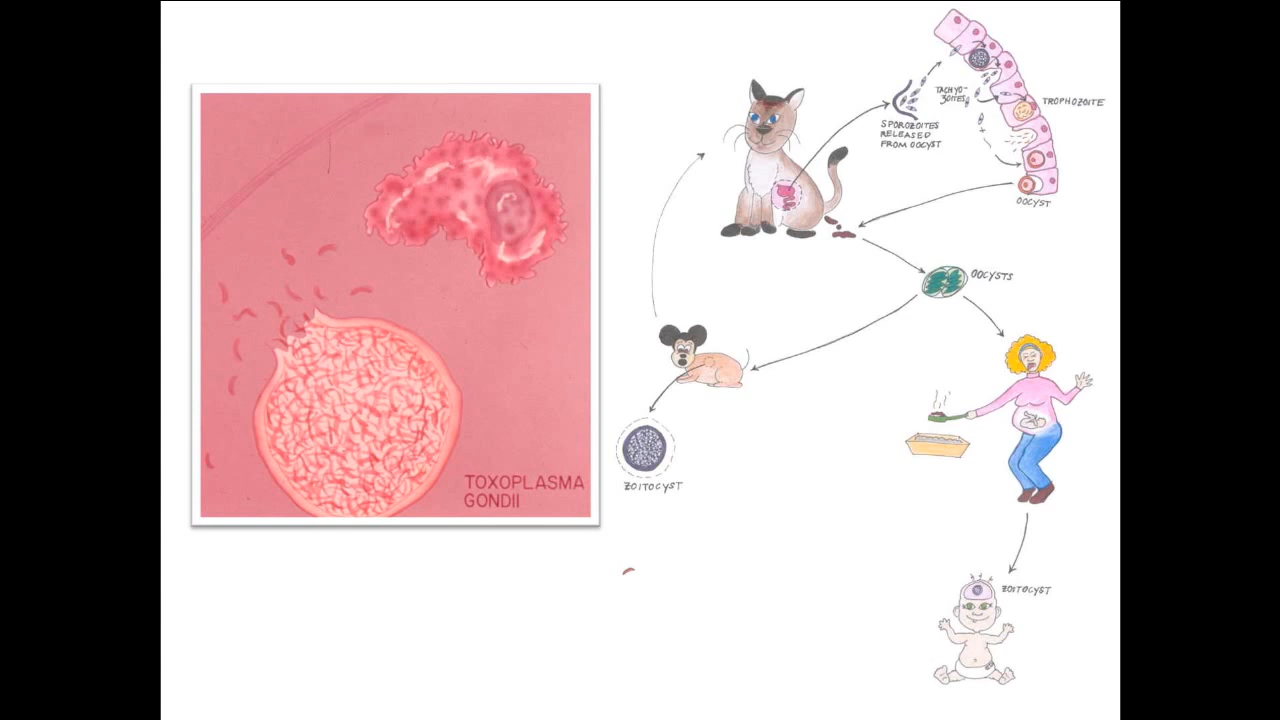 TOXOPLASMA
GONDII
TACHYO-
ZOITES
TROPHOZOITE
SPOROZOITES
RELEASED
FROM OOCYST
OOCYST
OOCYSTS
ZOITOCYST
ZOITOCYST